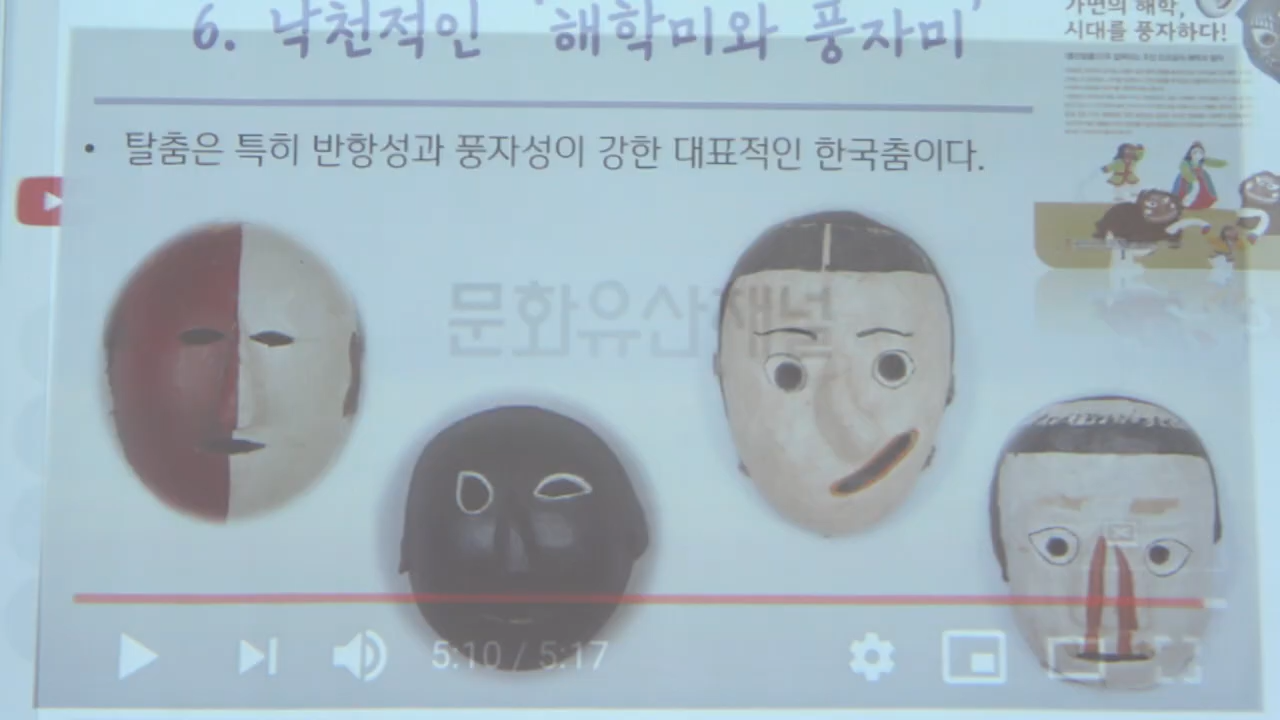 6. 낙천적인 '해학미와 풍자미'
가면의 해학,
시대를 풍자하다!
• 탈춤은 특히 반항성과 풍자성이 강한 대표적인 한국춤이다.
문화유산채널
5:10 / 5:17